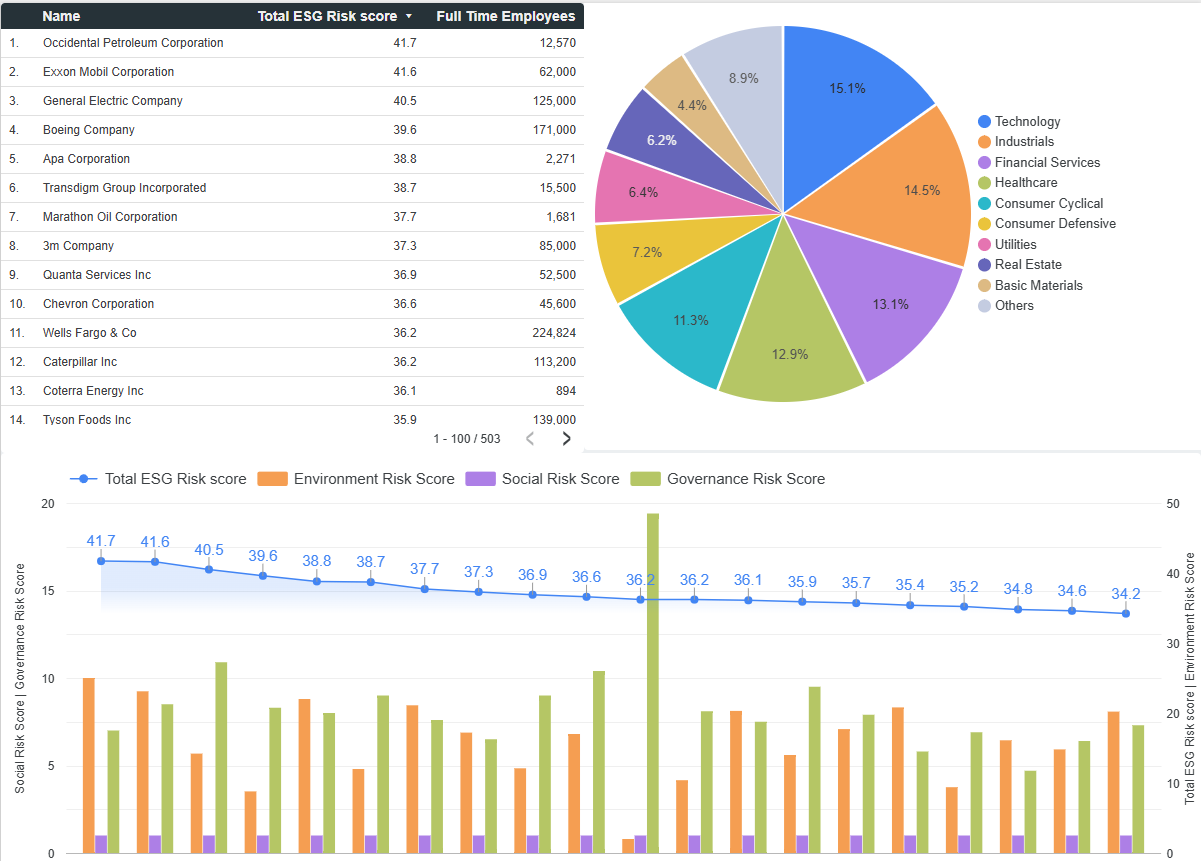 Name Total ESG Risk score Full Time Employees
1. Occidental Petroleum Corporation 41.7 12,570
2. Exxon Mobil Corporation 41.6 62,000
3. General Electric Company 40.5 125,000
4. Boeing Company 39.6 171,000
5. Apa Corporation 38.8 2,271
6. Transdigm Group Incorporated 38.7 15,500
7. Marathon Oil Corporation 37.7 1,681
8. 3m Company 37.3 85,000
9. Quanta Services Inc 36.9 52,500
10. Chevron Corporation 36.6 45,600
11. Wells Fargo & Co 36.2 224,824
12. Caterpillar Inc 36.2 113,200
13. Coterra Energy Inc 36.1 894
14. Tyson Foods Inc 35.9 139,000
1 - 100 / 503
15.1%
14.5%
13.1%
12.9%
11.3%
7.2%
6.4%
6.2%
4.4%
8.9%
Technology
Industrials
Financial Services
Healthcare
Consumer Cyclical
Consumer Defensive
Utilities
Real Estate
Basic Materials
Others
Total ESG Risk score Environment Risk Score Social Risk Score Governance Risk Score
Social Risk Score | Governance Risk Score
20
15
10
5
0
41.7 41.6 40.5 39.6 38.8 38.7 37.7 37.3 36.9 36.6 36.2 36.2 36.1 35.9 35.7 35.4 35.2 34.8 34.6 34.2
50
40
30
20
10
0
Total ESG Risk score | Environment Risk Score